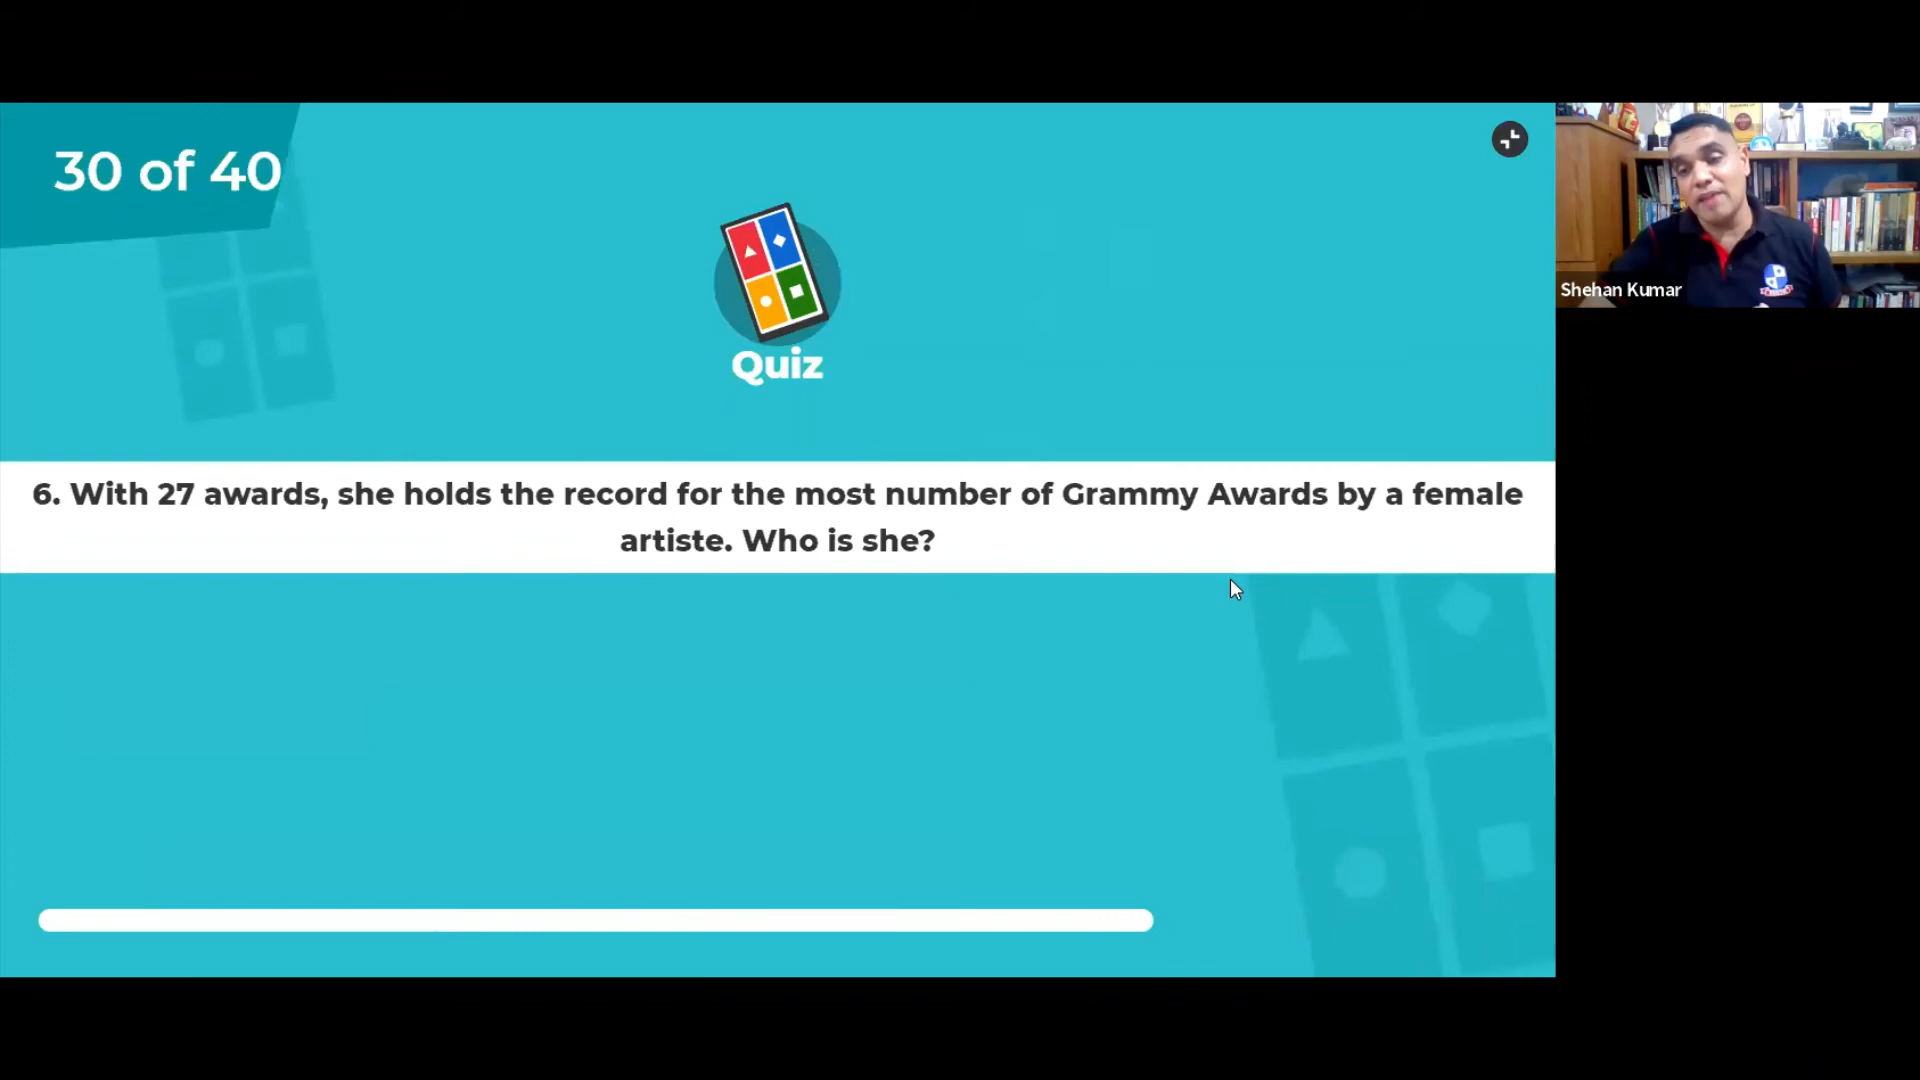 30 of 40
Quiz
6. With 27 awards, she holds the record for the most number of Grammy Awards by a female
artiste. Who is she?
Shehan Kumar